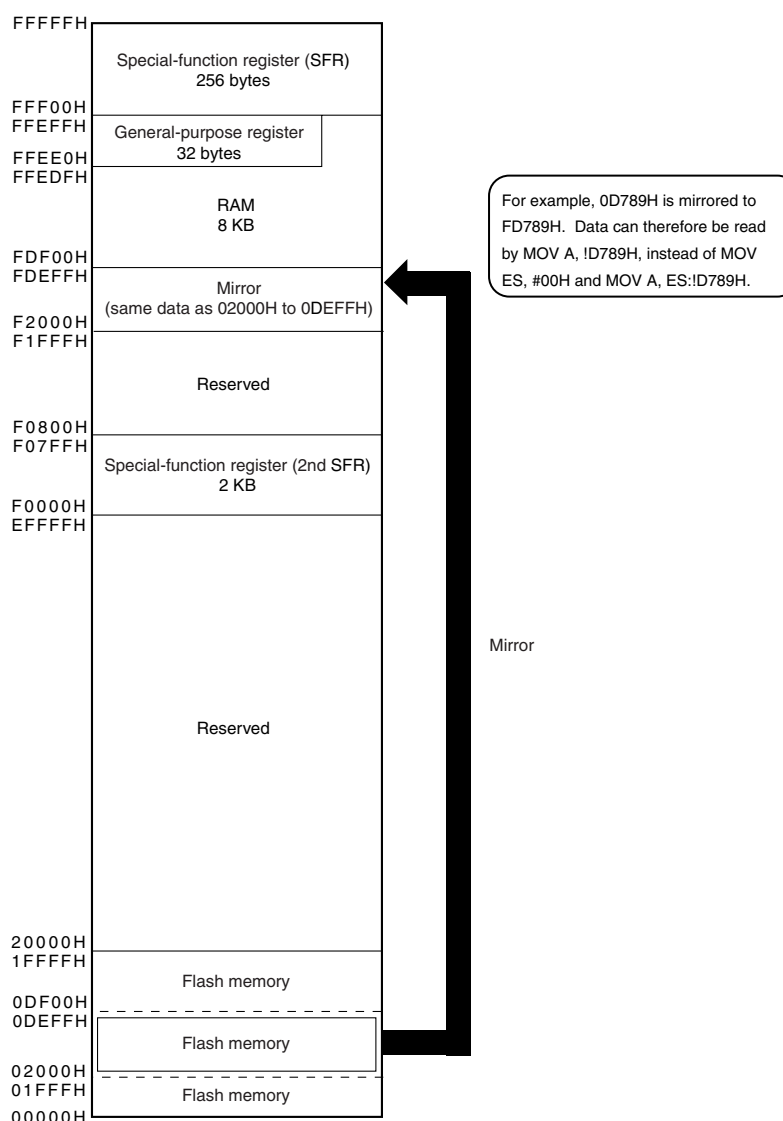 FFFFFH
Special-function register (SFR)
256 bytes
FFF00H
FFEFFH
General-purpose register
32 bytes
FFEE0H
FFEDFH
RAM
8 KB
For example, 0D789H is mirrored to
FD789H. Data can therefore be read
by MOV A, !D789H, instead of MOV
ES, #00H and MOV A, ES:!D789H.
FDF00H
FDEFFH
Mirror
(same data as 02000H to 0DEFFH)
F2000H
F1FFFH
Reserved
F0800H
F07FFH
Special-function register (2nd SFR)
2 KB
F0000H
EFFFFH
Mirror
Reserved
20000H
1FFFFH
Flash memory
0DF00H
0DEFFH
Flash memory
02000H
01FFFH
Flash memory
00000H